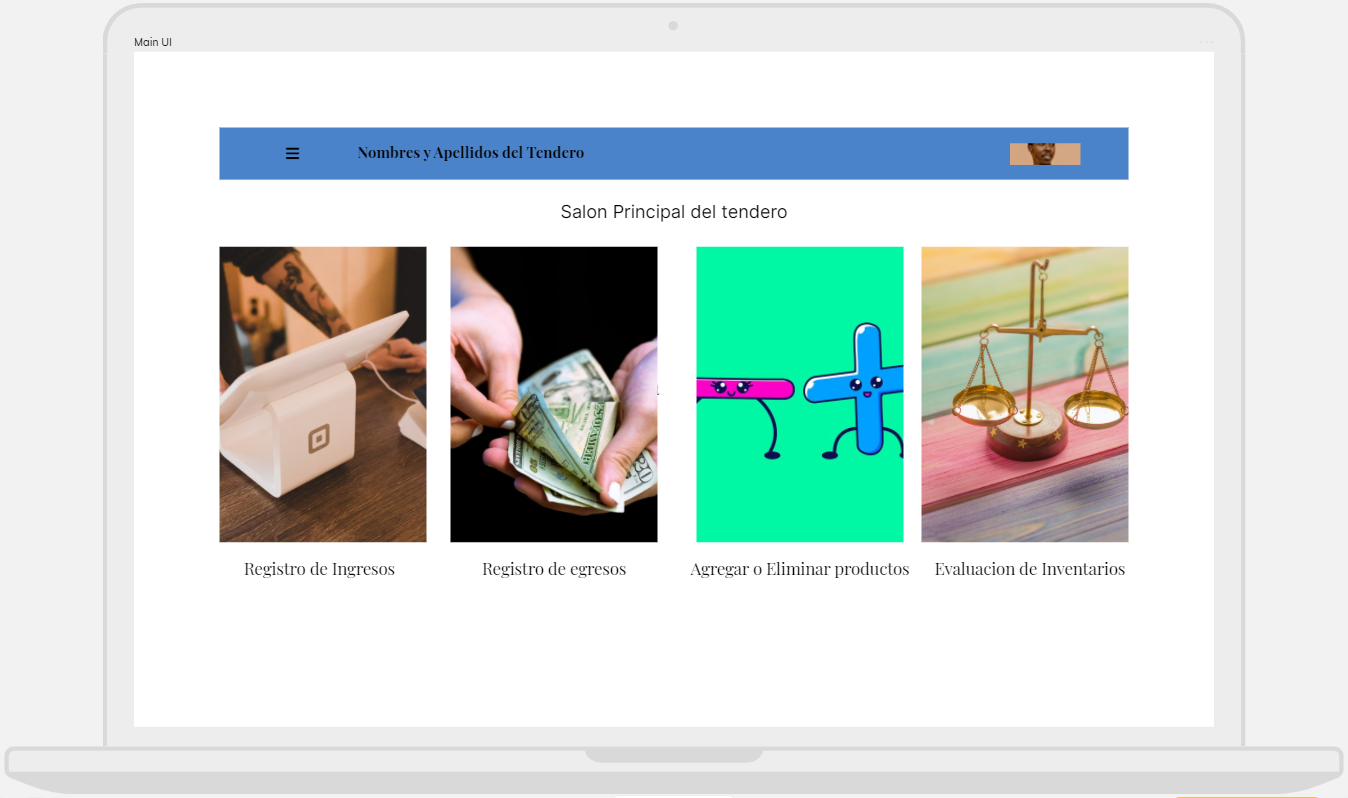 Main UI
Nombres y Apellidos del Tendero
Salon Principal del tendero
Registro de Ingresos
Registro de egresos
Agregar o Eliminar productos
Evaluacion de Inventarios